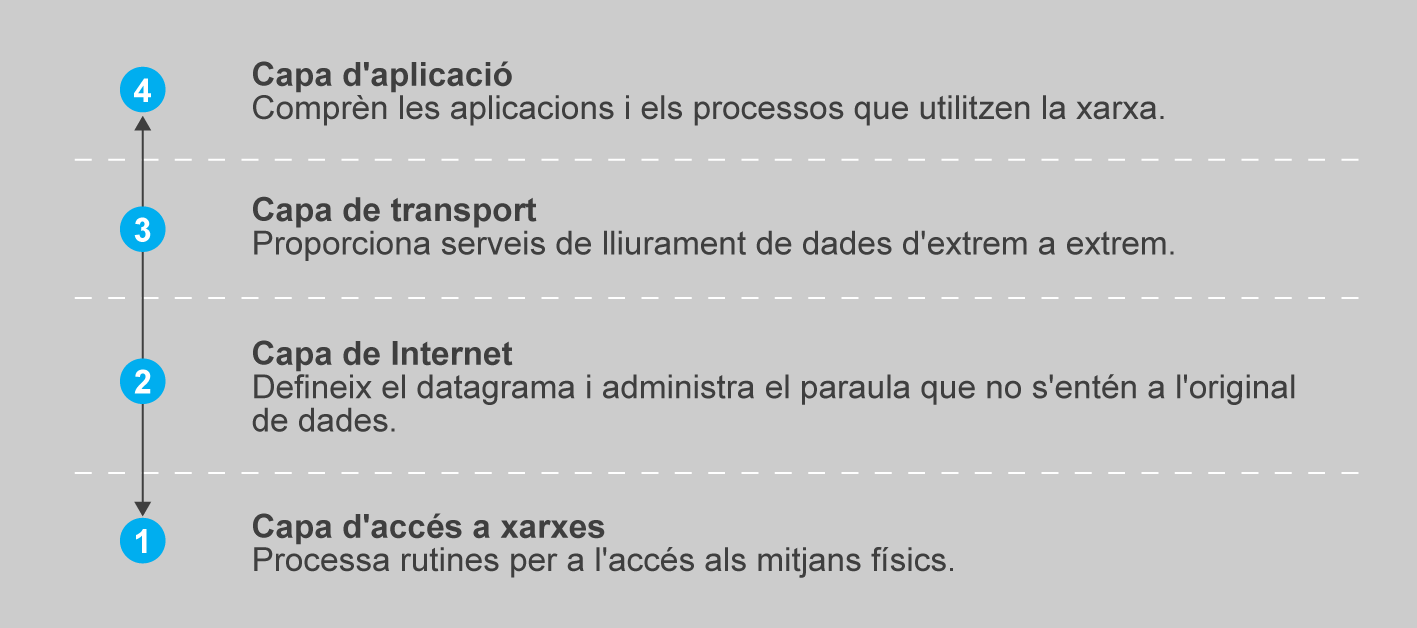 4
Capa d'aplicació
Comprèn les aplicacions i els processos que utilitzen la xarxa.
3
Capa de transport
Proporciona serveis de lliurament de dades d'extrem a extrem.
2
Capa de Internet
Defineix el datagrama i administra el paraula que no s'entén a l'original
de dades.
1
Capa d'accés a xarxes
Processa rutines per a l'accés als mitjans físics.